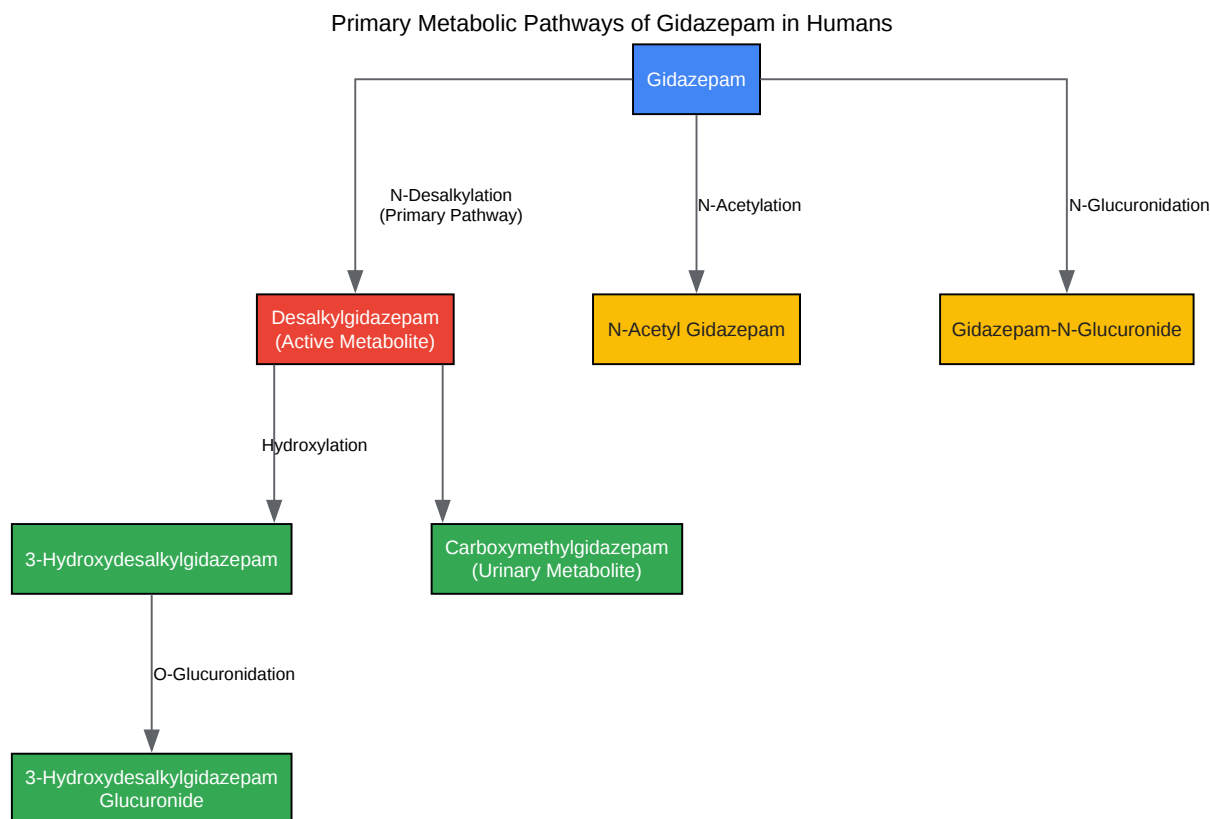 Primary Metabolic Pathways of Gidazepam in Humans
Gidazepam
N-Desalkylation
(Primary Pathway)
N-Acetylation
N-Glucuronidation
Desalkylgidazepam
(Active Metabolite)
N-Acetyl Gidazepam
Gidazepam-N-Glucuronide
Hydroxylation
3-Hydroxydesalkylgidazepam
Carboxymethylgidazepam
(Urinary Metabolite)
O-Glucuronidation
3-Hydroxydesalkylgidazepam
Glucuronide